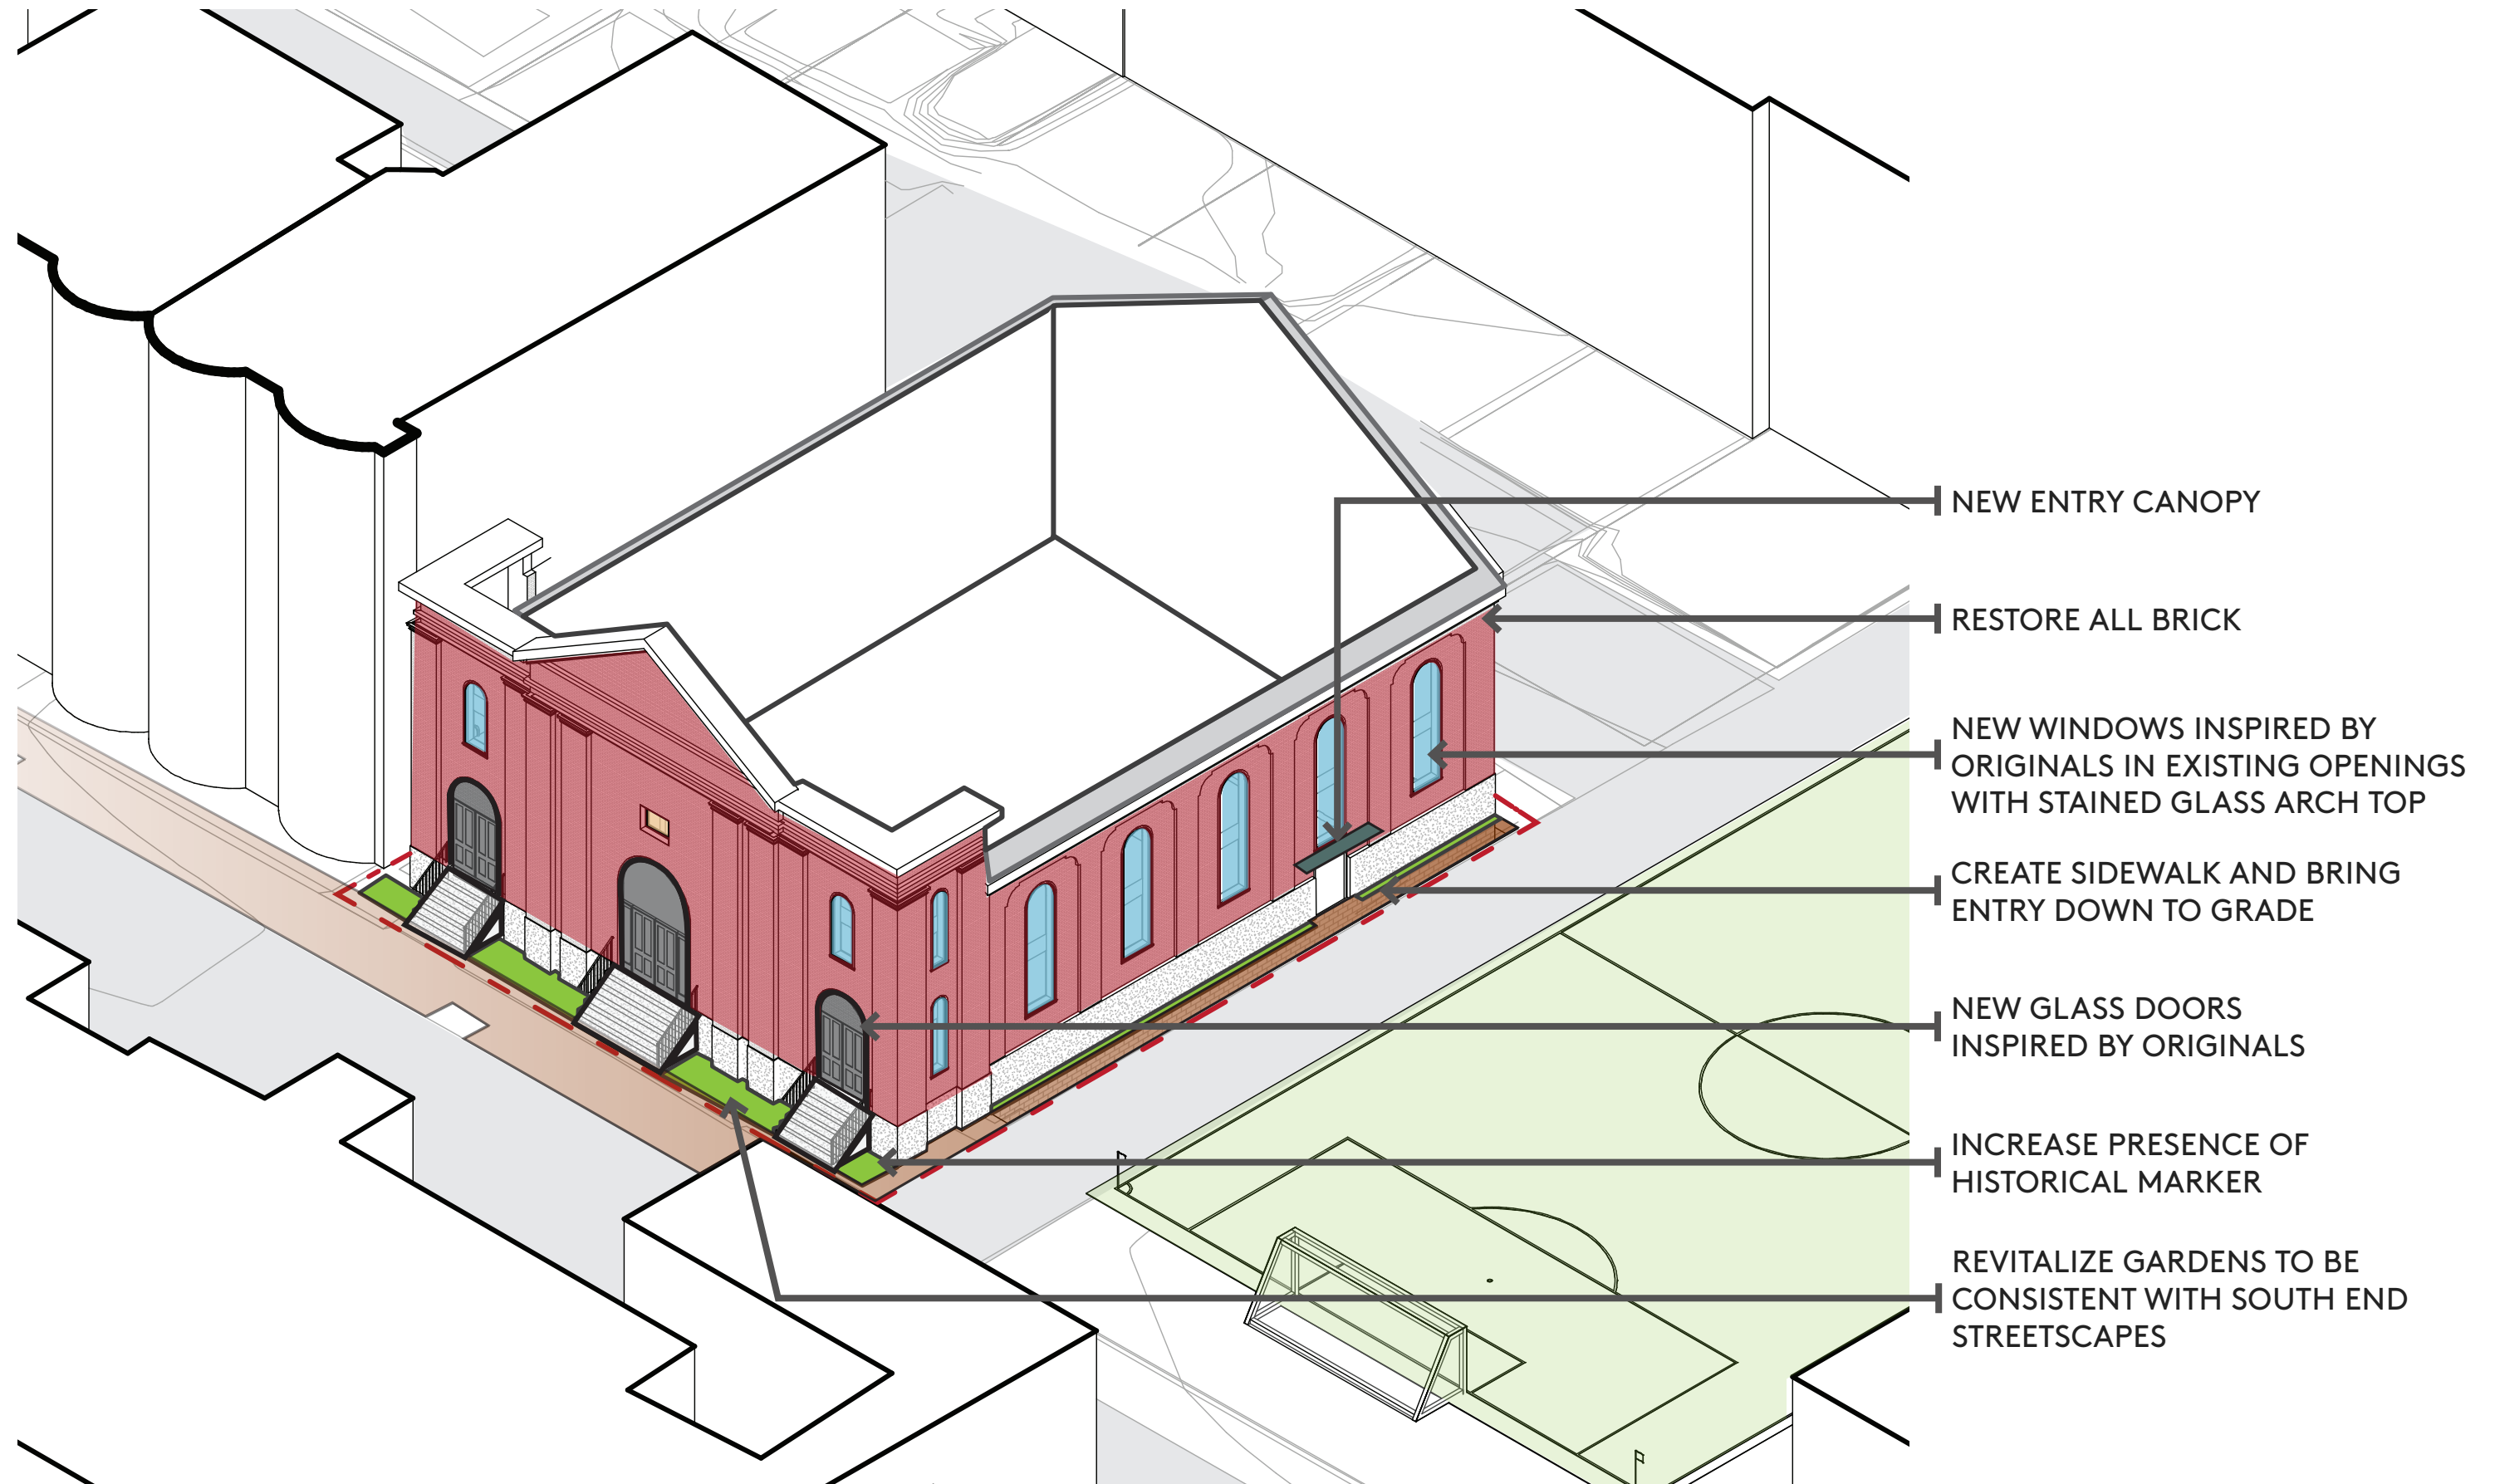 NEW ENTRY CANOPY
RESTORE ALL BRICK
NEW WINDOWS INSPIRED BY
ORIGINALS IN EXISTING OPENINGS
WITH STAINED GLASS ARCH TOP
CREATE SIDEWALK AND BRING
ENTRY DOWN TO GRADE
NEW GLASS DOORS
INSPIRED BY ORIGINALS
INCREASE PRESENCE OF
HISTORICAL MARKER
REVITALIZE GARDENS TO BE
CONSISTENT WITH SOUTH END
STREETSCAPES